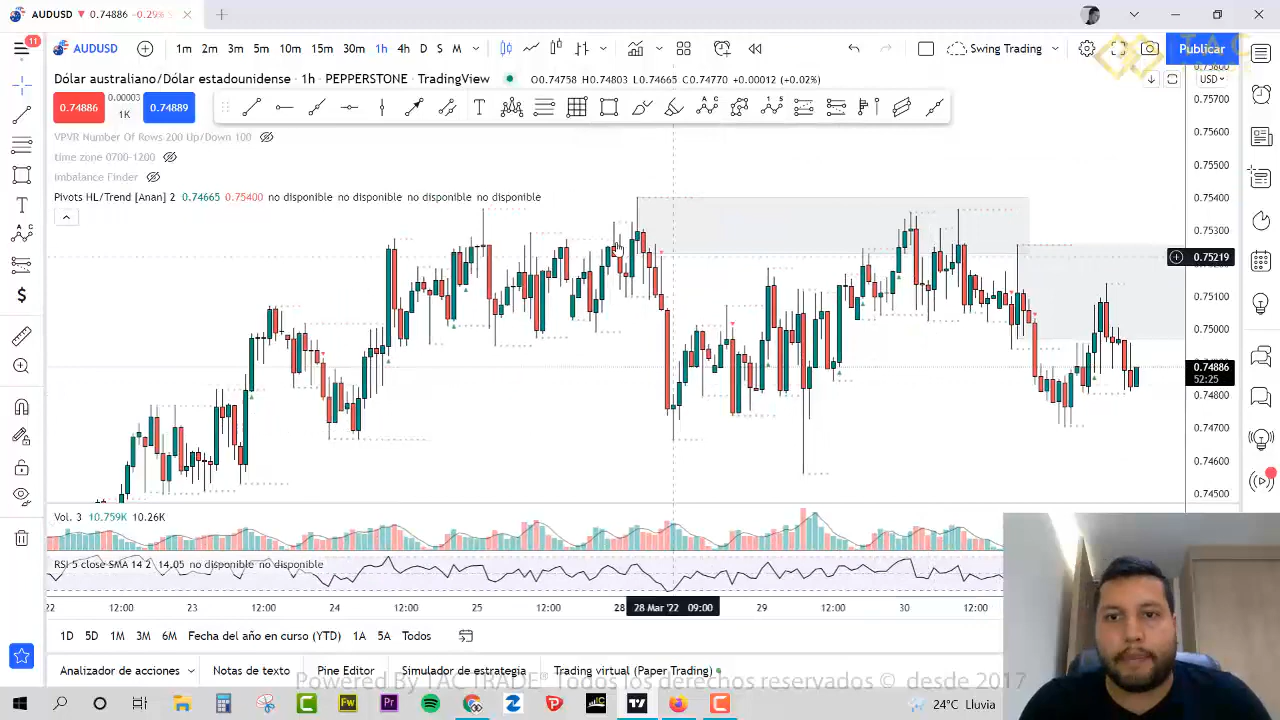 AUDUSD ▼ 0.74886 −0.29% S
11
AUDUSD 1m 2m 3m 5m 10m 15m 30m 1h 4h D S M Swing Trading Publicar
Dólar australiano/Dólar estadounidense · 1h · PEPPERSTONE · TradingView O0.74758 H0.74803 L0.74665 C0.74770 +0.00012 (+0.02%)
USD
0.74886 0.00003 1K 0.74889
VPVR Number Of Rows 200 Up/Down 100
time zone 0700-1200
Imbalance Finder
Pivots HL/Trend [Anan] 2 0.74665 0.75400 no disponible no disponible no disponible no disponible
0.75700
0.75600
0.75500
0.75400
0.75300
0.75219
0.75100
0.75000
0.74886
52:25
0.74800
0.74700
0.74600
0.74500
Vol. 3 10.759K 10.26K
RSI 5 close SMA 14 2 14.05 no disponible no disponible
22 12:00 23 12:00 24 12:00 25 12:00 28 28 Mar '22 09:00 29 12:00 30 12:00
1D 5D 1M 3M 6M Fecha del año en curso (YTD) 1A 5A Todos
Analizador de acciones Notas de texto Pine Editor Simulador de estrategia Trading virtual (Paper Trading)
Powered By TAC TRADE® Todos los derechos reservados © desde 2017
24°C Lluvia